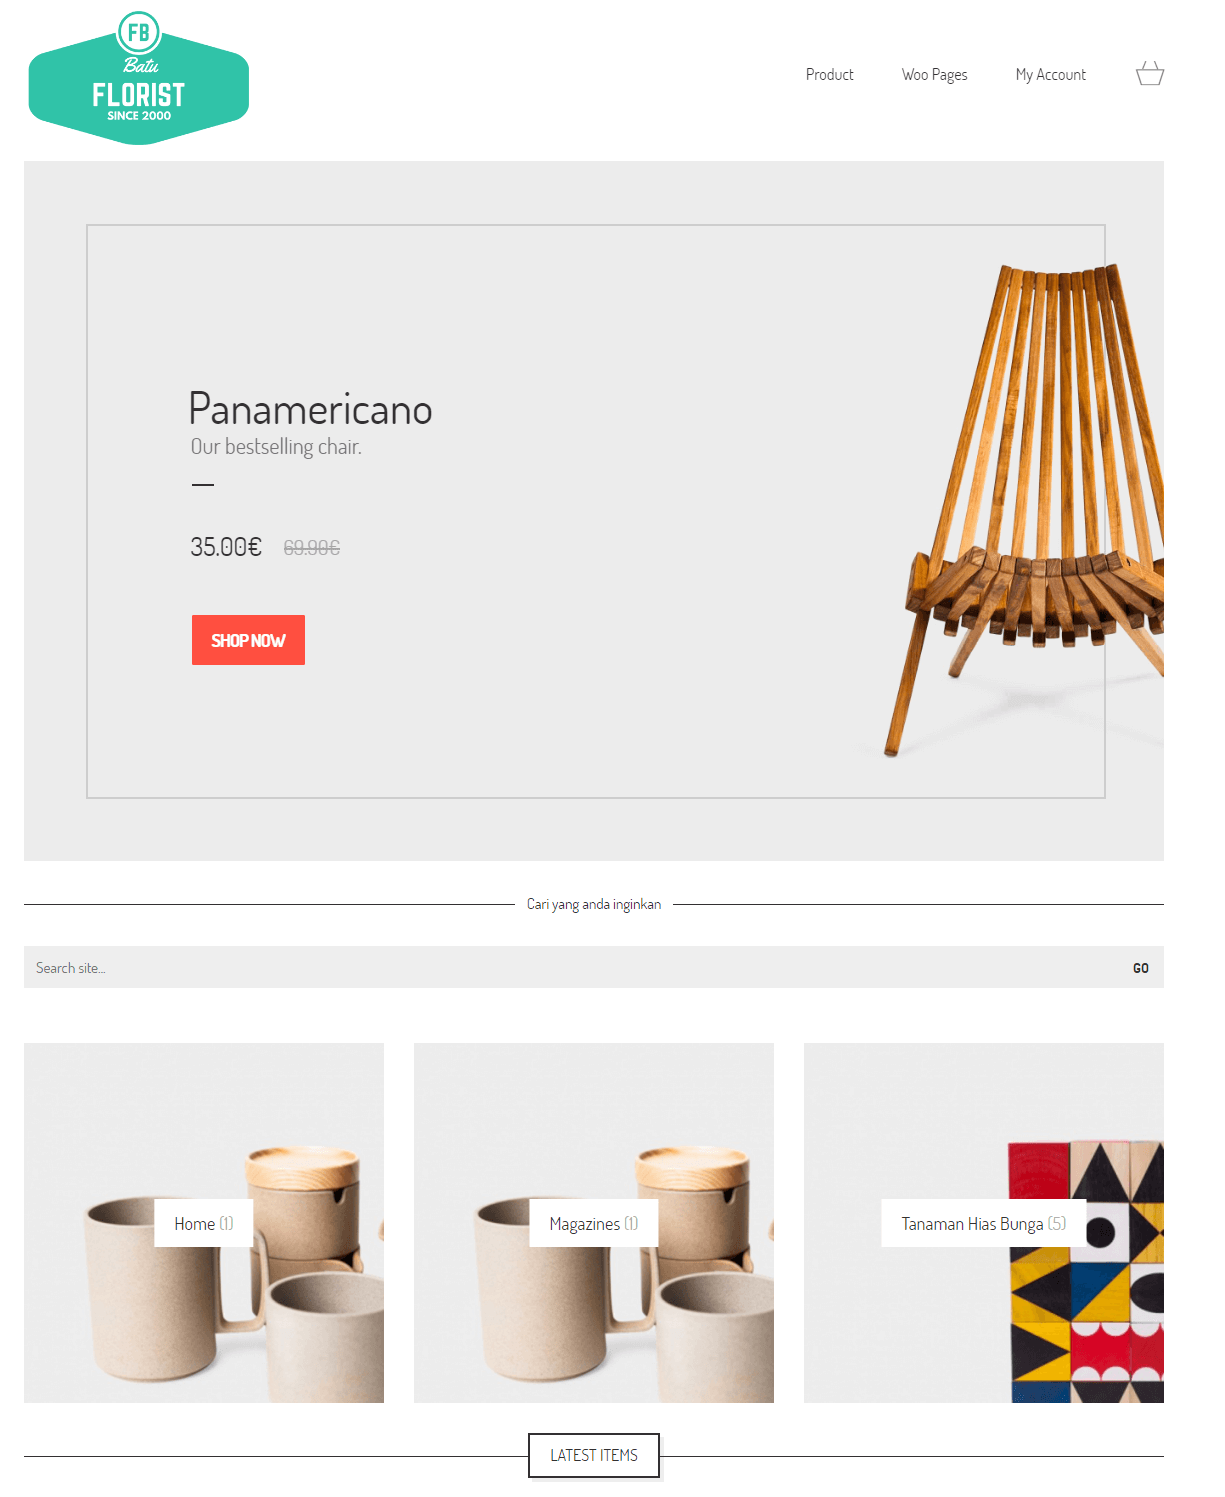 FB
Batu
FLORIST
SINCE 2000
Product Woo Pages My Account
Panamericano
Our bestselling chair.
35.00€ 69.90€
SHOP NOW
Cari yang anda inginkan
Search site... GO
Home (1) Magazines (1) Tanaman Hias Bunga (5)
LATEST ITEMS